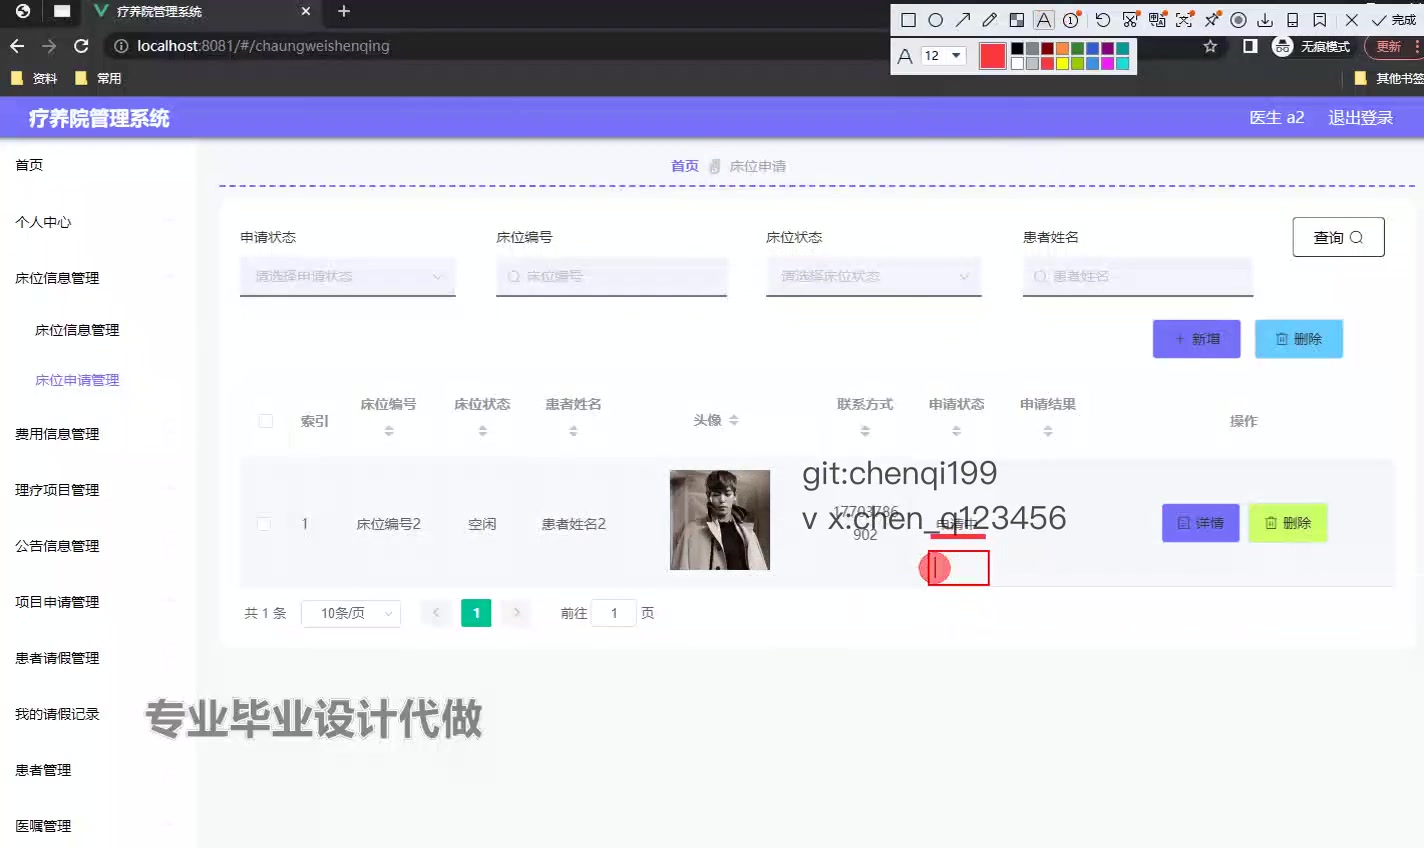 疗养院管理系统
localhost:8081/#/chaungweishenqing
12
完成
无痕模式
更新
资料
常用
其他书签
疗养院管理系统
医生 a2
退出登录
首页
个人中心
床位信息管理
床位信息管理
床位申请管理
费用信息管理
理疗项目管理
公告信息管理
项目申请管理
患者请假管理
我的请假记录
患者管理
医嘱管理
首页
床位申请
申请状态
床位编号
床位状态
患者姓名
请选择申请状态
床位编号
请选择床位状态
患者姓名
查询
新增
删除
索引
床位编号
床位状态
患者姓名
头像
联系方式
申请状态
申请结果
操作
1
床位编号2
空闲
患者姓名2
17703786
902
申请中
详情
删除
git:chenqi199
v x:chen_q123456
共 1 条
10条/页
1
前往
1
页
专业毕业设计代做